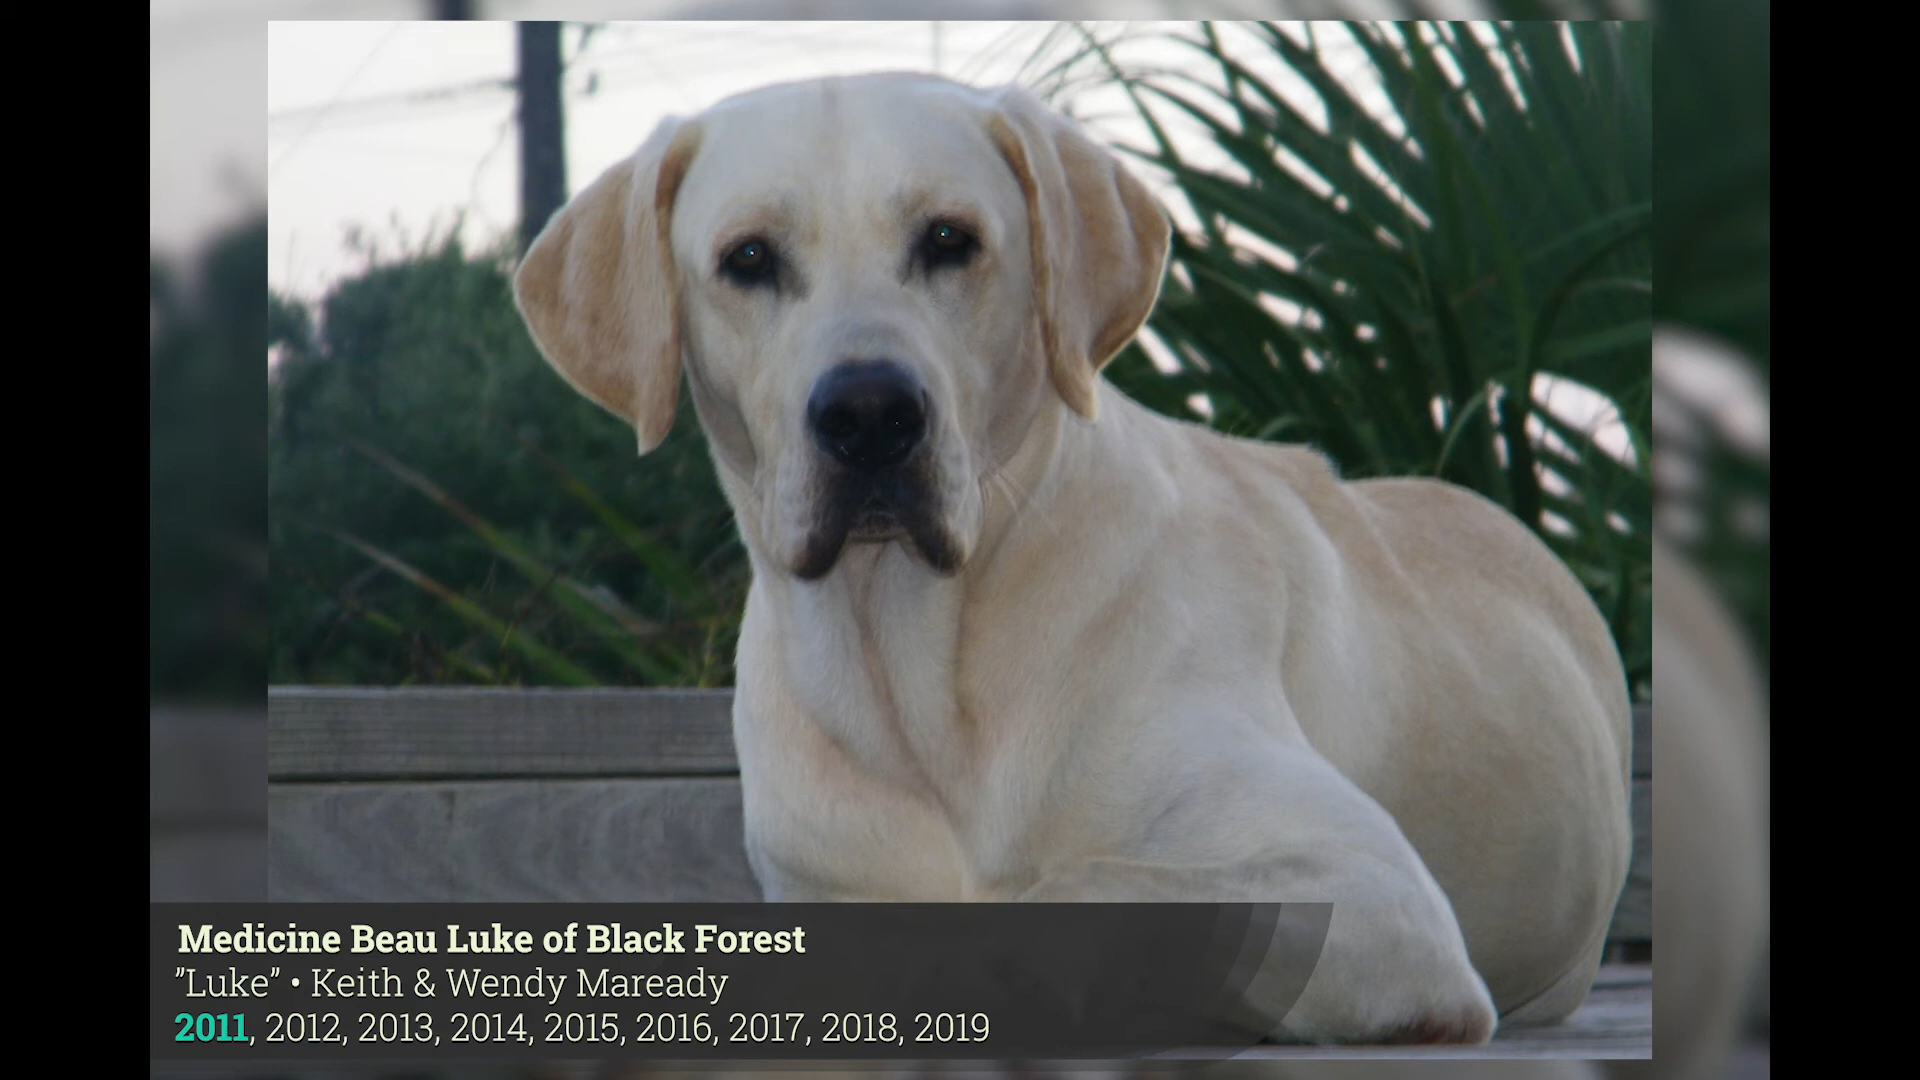 Medicine Beau Luke of Black Forest
”Luke” • Keith & Wendy Maready
2011, 2012, 2013, 2014, 2015, 2016, 2017, 2018, 2019